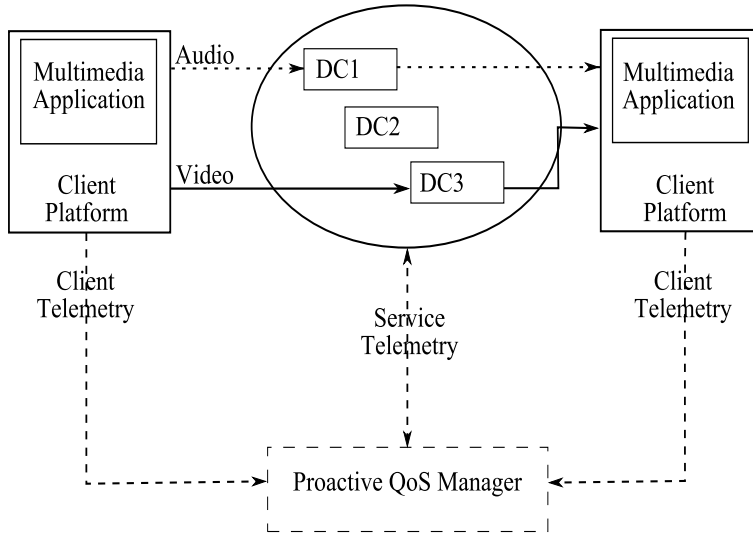 Multimedia
Application
Client
Platform
Audio
Video
DC1
DC2
DC3
Multimedia
Application
Client
Platform
Client
Telemetry
Service
Telemetry
Client
Telemetry
Proactive QoS Manager